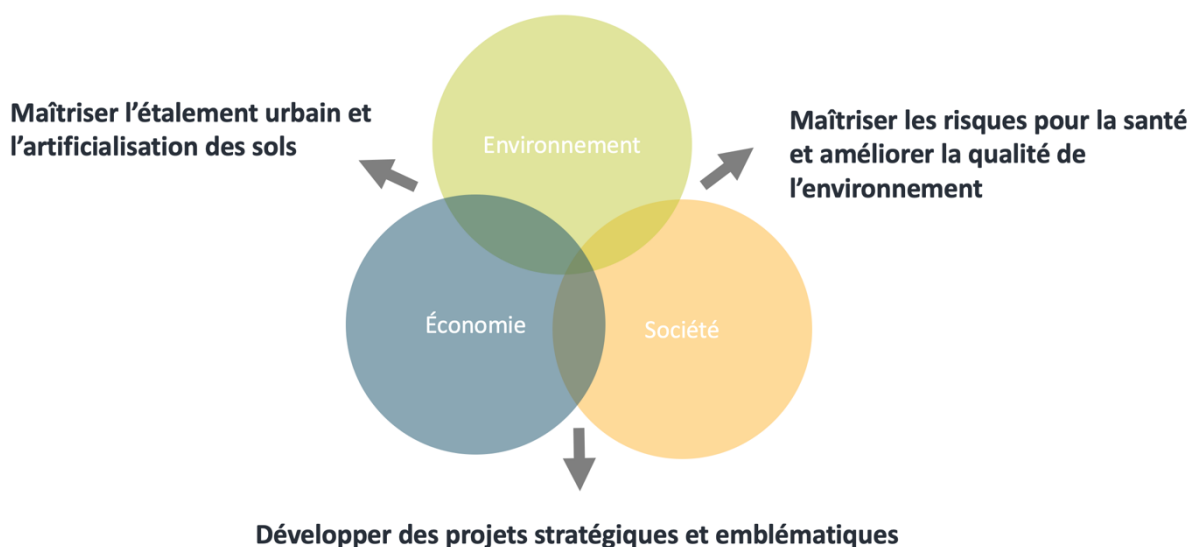 Maîtriser l’étalement urbain et
l’artificialisation des sols
Environnement
Maîtriser les risques pour la santé
et améliorer la qualité de
l’environnement
Économie
Société
Développer des projets stratégiques et emblématiques